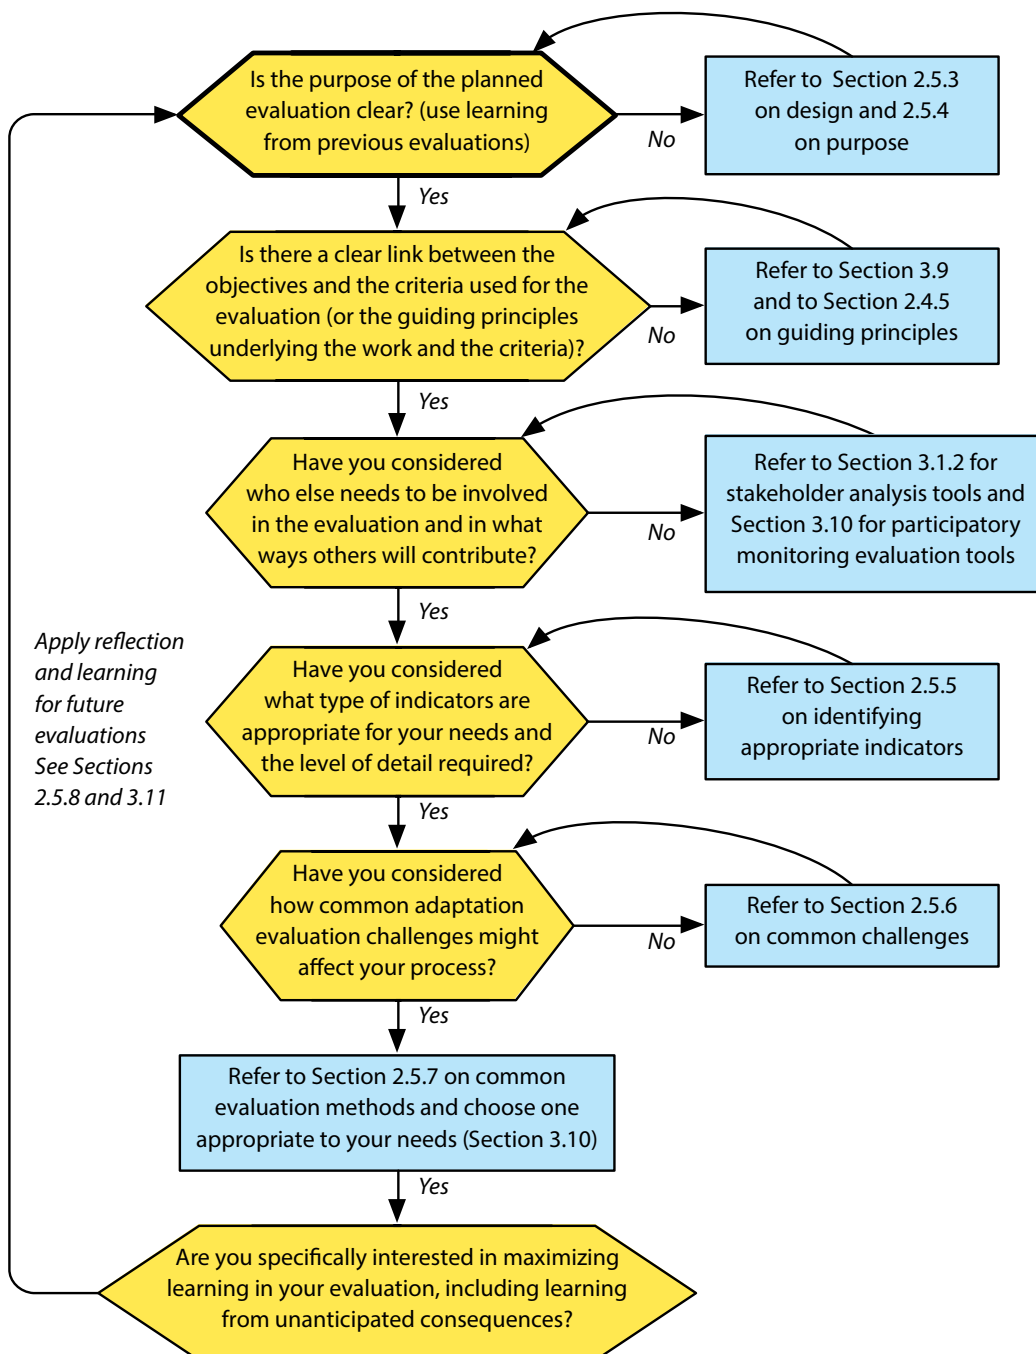 Is the purpose of the planned
evaluation clear? (use learning
from previous evaluations)
No
Refer to Section 2.5.3
on design and 2.5.4
on purpose
Yes
Is there a clear link between the
objectives and the criteria used for the
evaluation (or the guiding principles
underlying the work and the criteria)?
No
Refer to Section 3.9
and to Section 2.4.5
on guiding principles
Yes
Have you considered
who else needs to be involved
in the evaluation and in what
ways others will contribute?
No
Refer to Section 3.1.2 for
stakeholder analysis tools and
Section 3.10 for participatory
monitoring evaluation tools
Yes
Apply reflection
and learning
for future
evaluations
See Sections
2.5.8 and 3.11
Have you considered
what type of indicators are
appropriate for your needs and
the level of detail required?
No
Refer to Section 2.5.5
on identifying
appropriate indicators
Yes
Have you considered
how common adaptation
evaluation challenges might
affect your process?
No
Refer to Section 2.5.6
on common challenges
Yes
Refer to Section 2.5.7 on common
evaluation methods and choose one
appropriate to your needs (Section 3.10)
Yes
Are you specifically interested in maximizing
learning in your evaluation, including learning
from unanticipated consequences?